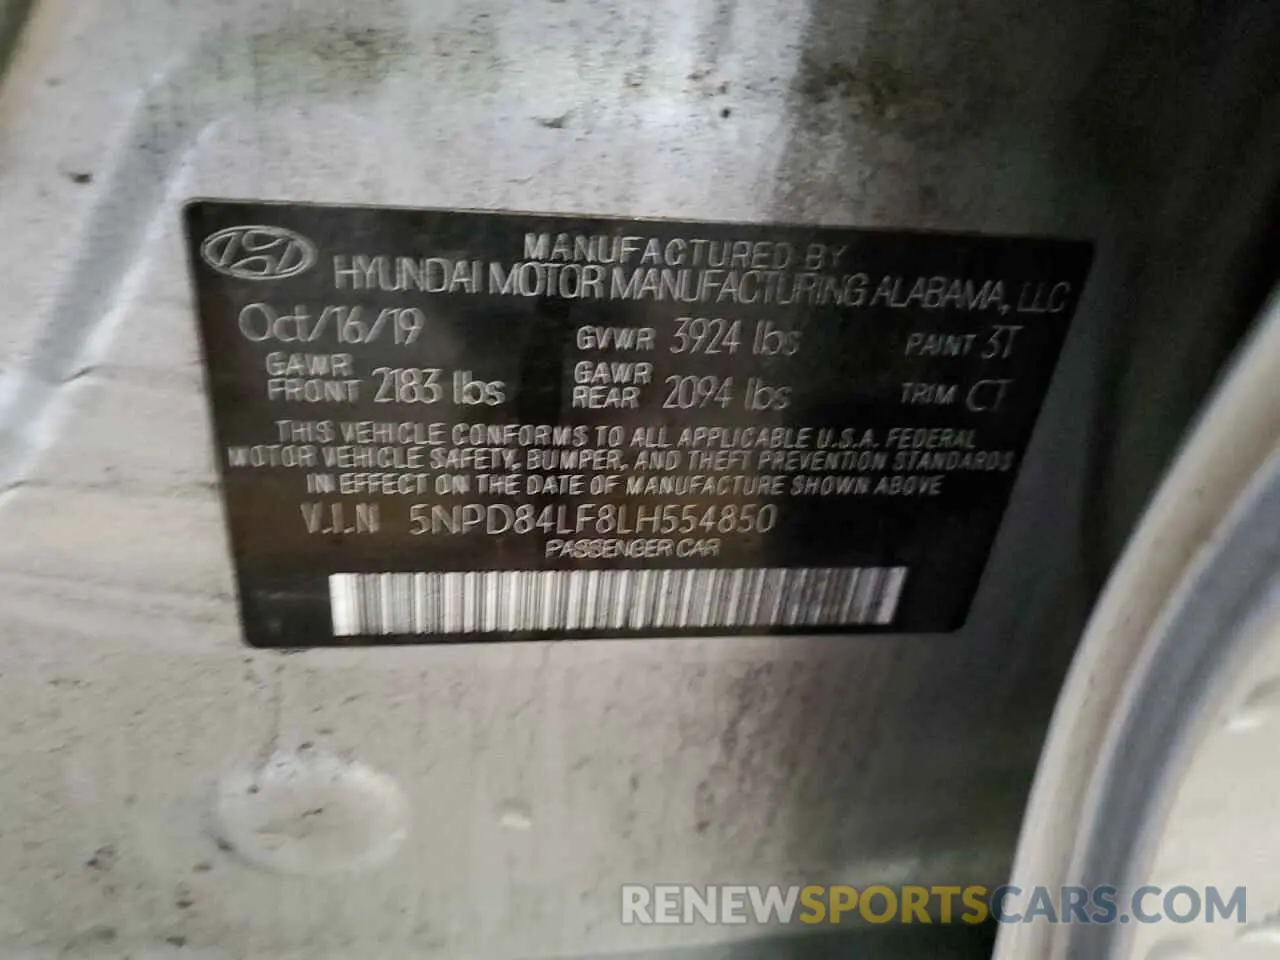 MANUFACTURED BY
HYUNDAI MOTOR MANUFACTURING ALABAMA, LLC
Oct/16/19 GVWR 3924 lbs PAINT 3T
GAWR FRONT 2183 lbs GAWR REAR 2094 lbs TRIM CT
THIS VEHICLE CONFORMS TO ALL APPLICABLE U.S.A. FEDERAL
MOTOR VEHICLE SAFETY, BUMPER, AND THEFT PREVENTION STANDARDS
IN EFFECT ON THE DATE OF MANUFACTURE SHOWN ABOVE
V.I.N 5NPD84LF8LH554850
PASSENGER CAR
RENEWSPORTSCARS.COM